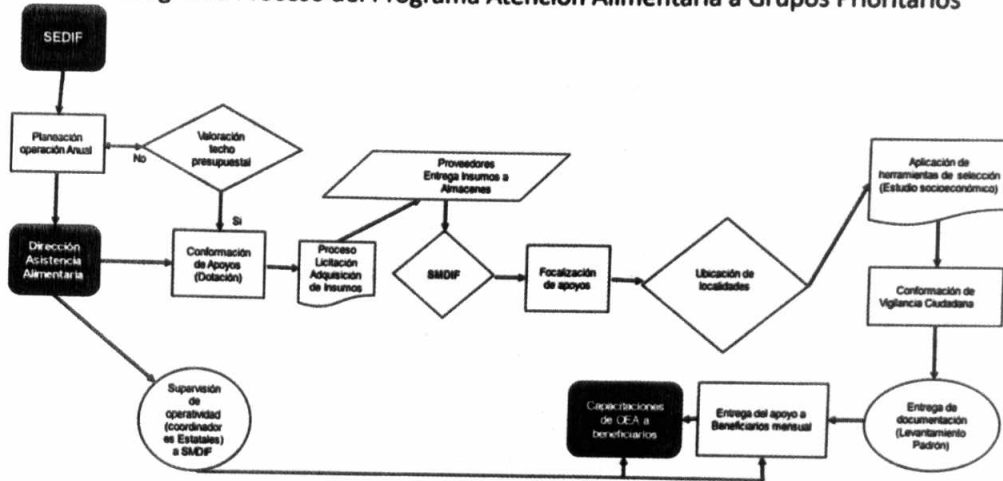 Proceso del Programa Atención Alimentaria a Grupos Prioritarios
SEDIF
Planeación
operación Anual
No
Valoración
techo
presupuestal
Si
Dirección
Asistencia
Alimentaria
Conformación
de Apoyos
(Dotación)
Proceso
Licitación
Adquisición
de Insumos
Proveedores
Entrega Insumos a
Almacenes
SMDIF
Focalización
de apoyos
Ubicación de
localidades
Aplicación de
herramientas de selección
(Estudio socioeconómico)
Conformación de
Vigilancia Ciudadana
Entrega de
documentación
(Levantamiento
Padrón)
Entrega del apoyo a
Beneficiarios mensual
Capacitaciones
de OEA a
beneficiarios
Supervisión
de
operatividad
(coordinador
es Estatales)
a SMDIF